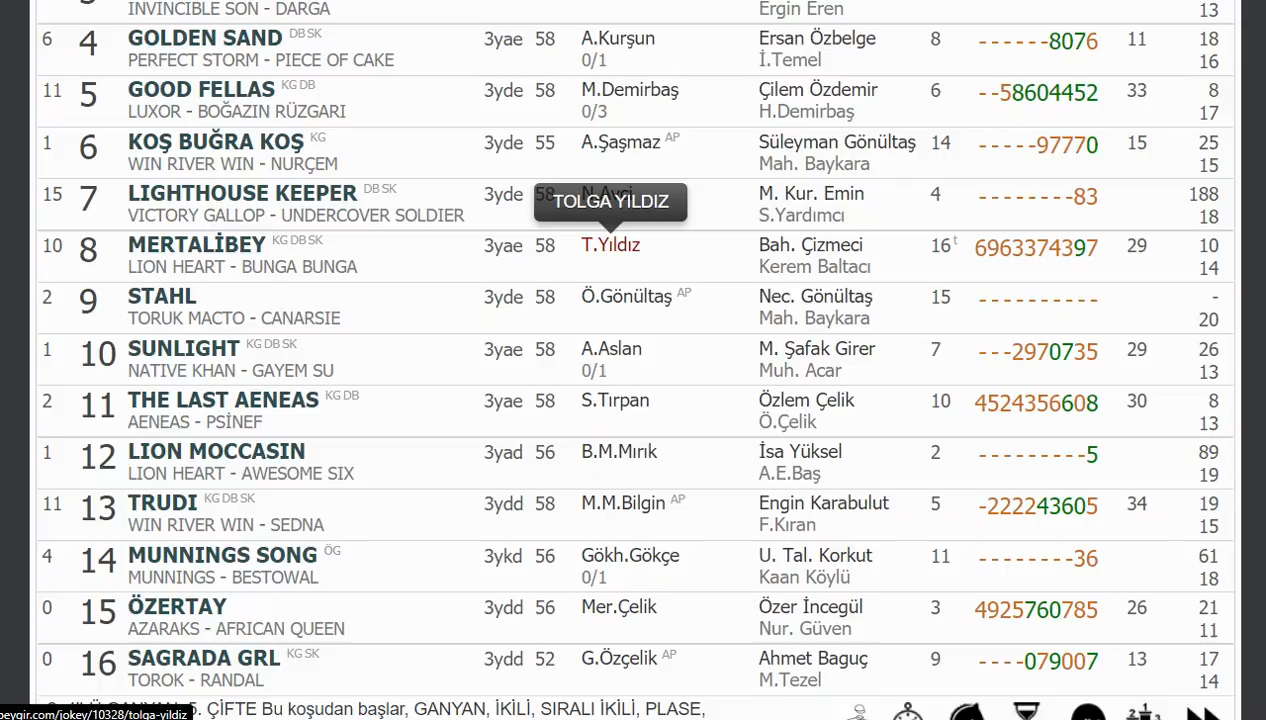 INVINCIBLE SON - DARGA Ergin Eren 13
6 4 GOLDEN SAND DB SK 3yae 58 A.Kurşun Ersan Özbelge 8 ------8076 11 18
PERFECT STORM - PIECE OF CAKE 0/1 İ.Temel 16
11 5 GOOD FELLAS KG DB 3yde 58 M.Demirbaş Çilem Özdemir 6 --58604452 33 8
LUXOR - BOĞAZIN RÜZGARI 0/3 H.Demirbaş 17
1 6 KOŞ BUĞRA KOŞ KG 3yde 55 A.Şaşmaz AP Süleyman Gönültaş 14 -----97770 15 25
WIN RIVER WIN - NURÇEM Mah. Baykara 15
15 7 LIGHTHOUSE KEEPER DB SK 3yde 58 N.Avci M. Kur. Emin 4 --------83 188
TOLGA YILDIZ
VICTORY GALLOP - UNDERCOVER SOLDIER S.Yardımcı 18
10 8 MERTALİBEY KG DB SK 3yae 58 T.Yıldız Bah. Çizmeci 16 t 6963374397 29 10
LION HEART - BUNGA BUNGA Kerem Baltacı 14
2 9 STAHL 3yde 58 Ö.Gönültaş AP Nec. Gönültaş 15 ---------- -
TORUK MACTO - CANARSIE Mah. Baykara 20
1 10 SUNLIGHT KG DB SK 3yae 58 A.Aslan M. Şafak Girer 7 ---2970735 29 26
NATIVE KHAN - GAYEM SU 0/1 Muh. Acar 13
2 11 THE LAST AENEAS KG DB 3yae 58 S.Tırpan Özlem Çelik 10 4524356608 30 8
AENEAS - PSİNEF Ö.Çelik 13
1 12 LION MOCCASIN 3yad 56 B.M.Mırık İsa Yüksel 2 ---------5 89
LION HEART - AWESOME SIX A.E.Baş 19
11 13 TRUDI KG DB SK 3ydd 58 M.M.Bilgin AP Engin Karabulut 5 -222243605 34 19
WIN RIVER WIN - SEDNA F.Kıran 15
4 14 MUNNINGS SONG ÖG 3ykd 56 Gökh.Gökçe U. Tal. Korkut 11 --------36 61
MUNNINGS - BESTOWAL 0/1 Kaan Köylü 18
0 15 ÖZERTAY 3ydd 56 Mer.Çelik Özer İncegül 3 4925760785 26 21
AZARAKS - AFRICAN QUEEN Nur. Güven 11
0 16 SAGRADA GRL KG SK 3ydd 52 G.Özçelik AP Ahmet Baguç 9 ----079007 13 17
TOROK - RANDAL M.Tezel 14
5. ÇİFTE Bu koşudan başlar, GANYAN, İKİLİ, SIRALI İKİLİ, PLASE,
beygir.com/jokey/10328/tolga-yildiz